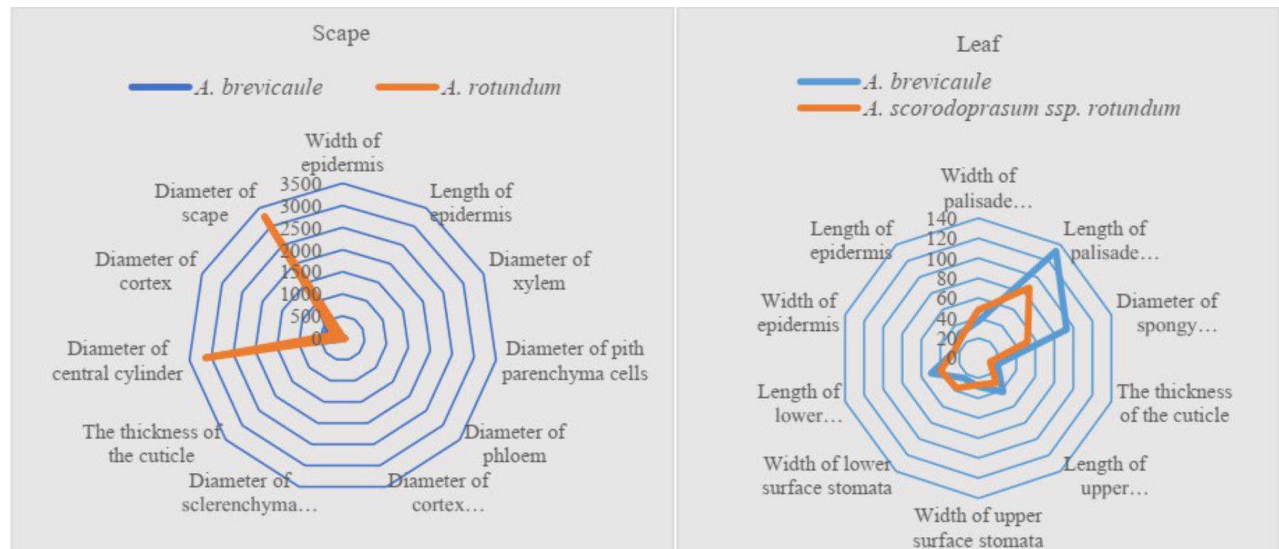 Scape
A. brevicaule
A. rotundum
Width of
epidermis
Length of
epidermis
Diameter of
xylem
Diameter of pith
parenchyma cells
Diameter of
phloem
Diameter of
cortex…
Diameter of
sclerenchyma…
The thickness of
the cuticle
Diameter of
central cylinder
Diameter of
cortex
Diameter of
scape
3500
3000
2500
2000
1500
1000
500
0
Leaf
A. brevicaule
A. scorodoprasum ssp. rotundum
Width of
palisade…
Length of
palisade…
Diameter of
spongy…
The thickness
of the cuticle
Length of
upper…
Width of upper
surface stomata
Width of lower
surface stomata
Length of
lower…
Width of
epidermis
Length of
epidermis
140
120
100
80
60
40
20
0